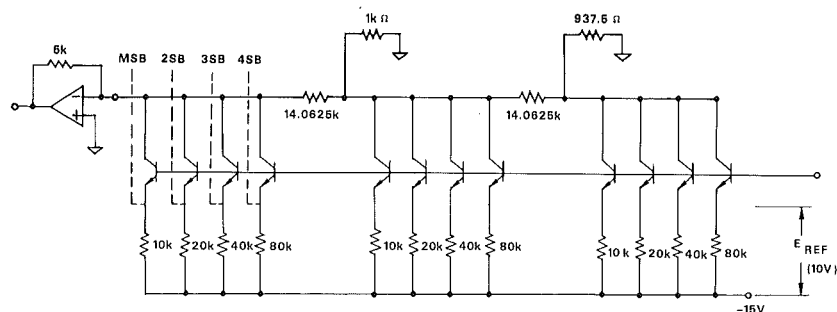 1k Ω
937.5 Ω
5k
MSB
2SB
3SB
4SB
14.0625k
14.0625k
10k
20k
40k
80k
10k
20k
40k
80k
10k
20k
40k
80k
E REF
(10V)
-15V